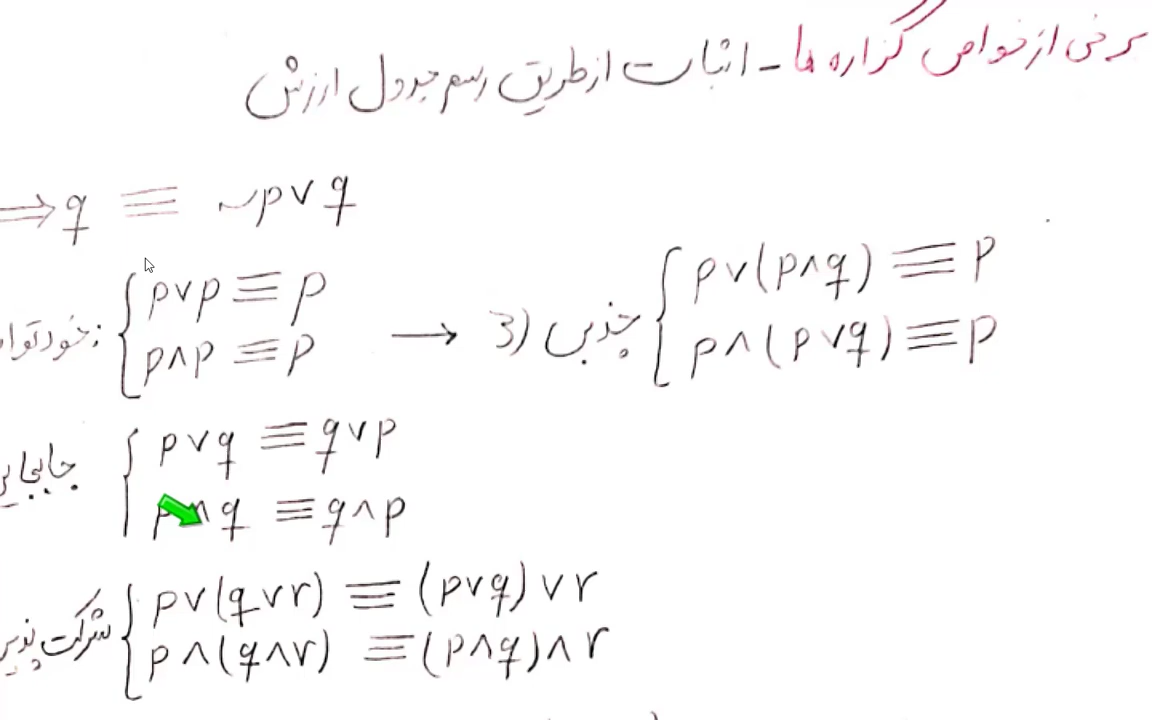 برخی از خواص گزاره ها - اثبات از طریق رسم جدول ارزش
⇒ q ≡ ~p∨q
p∨p ≡ p
p∧p ≡ p
→ 3) جذبی
p∨(p∧q) ≡ p
p∧(p∨q) ≡ p
p∨q ≡ q∨p
p∧q ≡ q∧p
p∨(q∨r) ≡ (p∨q)∨r
p∧(q∧r) ≡ (p∧q)∧r